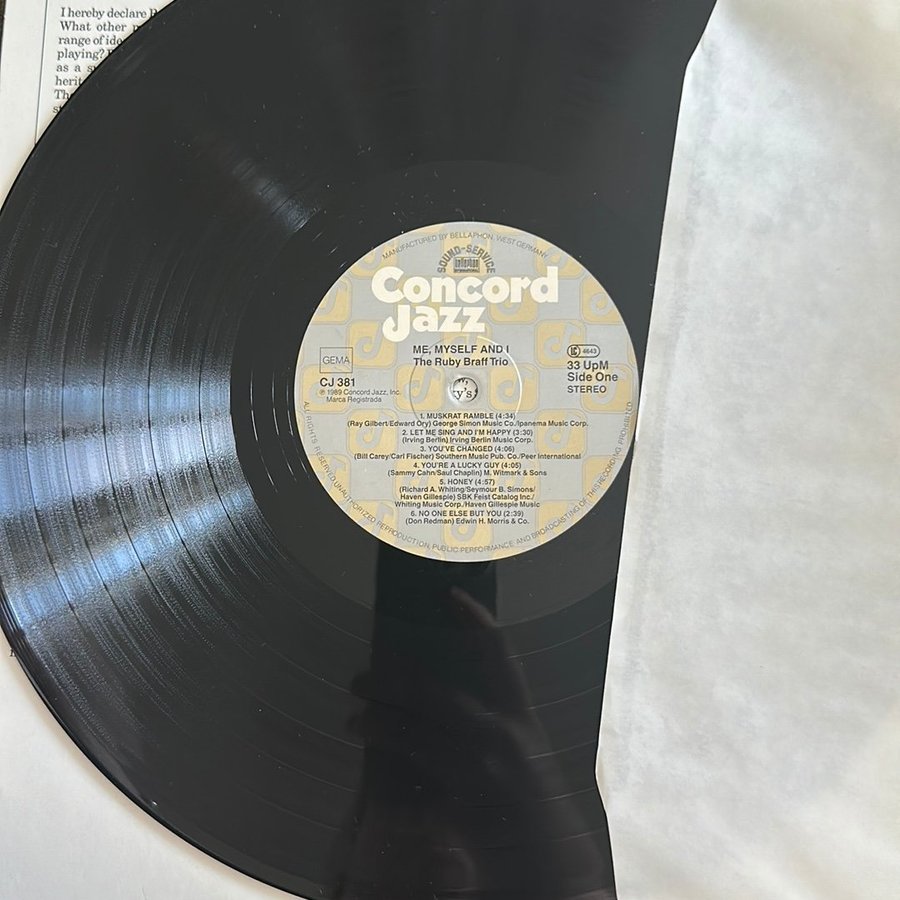 I hereby declare
What other
range of
playing?
as a
MANUFACTURED BY BELLAPHON, WEST GERMANY
SOUND-SERVICE
bellaphon
Concord
Jazz
ME, MYSELF AND I
The Ruby Braff Trio
GEMA
CJ 381
℗ 1989 Concord Jazz, Inc.
Marca Registrada
LC 4643
33 UpM
Side One
STEREO
1. MUSKRAT RAMBLE (4:34)
(Ray Gilbert/Edward Ory) George Simon Music Co./Ipanema Music Corp.
2. LET ME SING AND I'M HAPPY (3:30)
(Irving Berlin) Irving Berlin Music Corp.
3. YOU'VE CHANGED (4:06)
(Bill Carey/Carl Fischer) Southern Music Pub. Co./Peer International
4. YOU'RE A LUCKY GUY (4:05)
(Sammy Cahn/Saul Chaplin) M. Witmark & Sons
5. HONEY (4:57)
(Richard A. Whiting/Seymour B. Simons/
Haven Gillespie) SBK Feist Catalog Inc./
Whiting Music Corp./Haven Gillespie Music
6. NO ONE ELSE BUT YOU (2:39)
(Don Redman) Edwin H. Morris & Co.
ALL RIGHTS RESERVED UNAUTHORIZED REPRODUCTION, PUBLIC PERFORMANCE AND BROADCASTING OF THIS RECORDING PROHIBITED